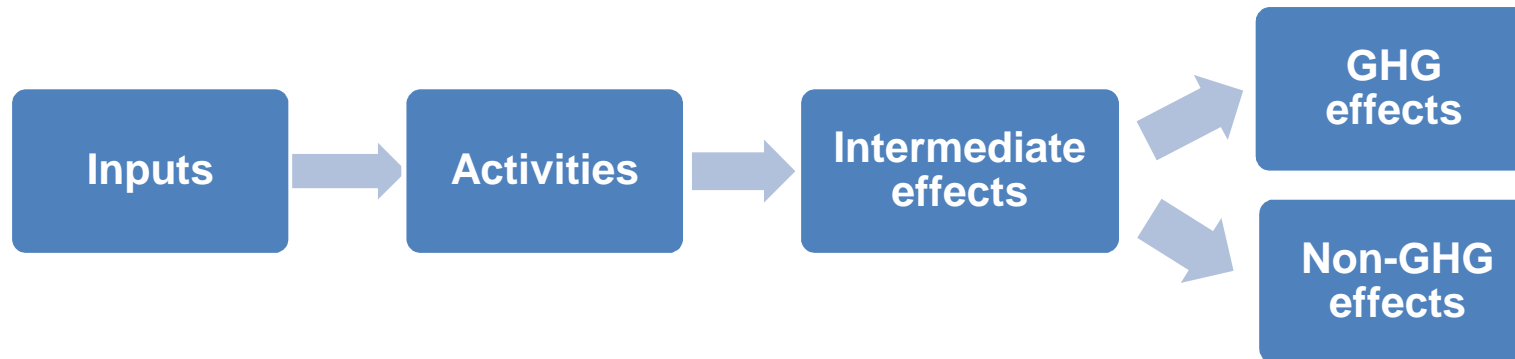 Inputs
Activities
Intermediate
effects
GHG
effects
Non-GHG
effects